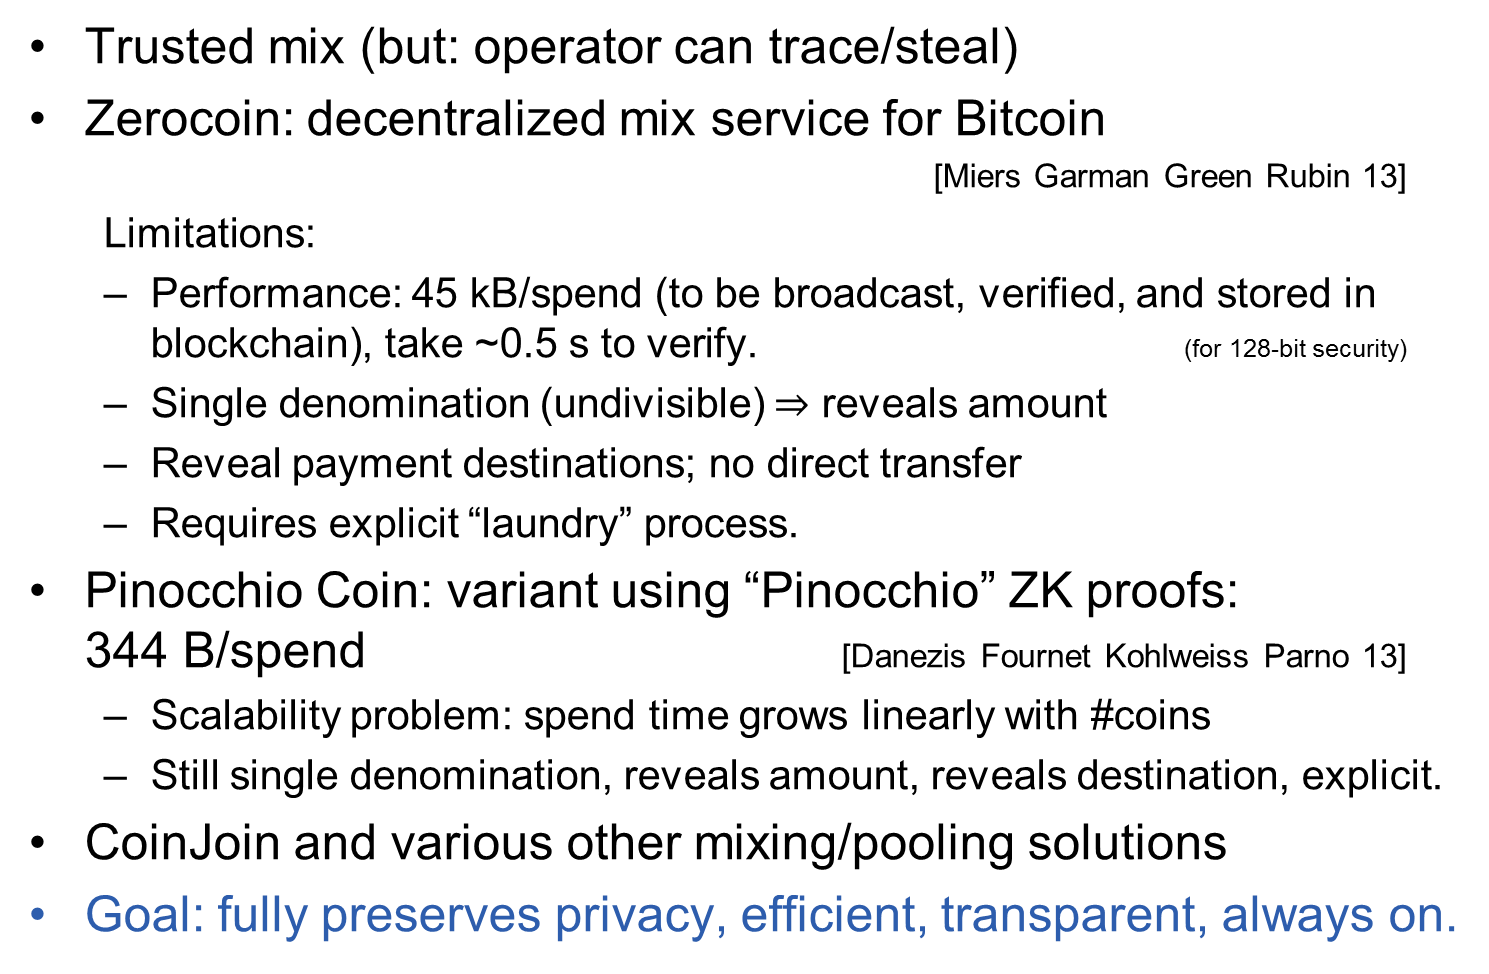 • Trusted mix (but: operator can trace/steal)
• Zerocoin: decentralized mix service for Bitcoin
[Miers Garman Green Rubin 13]
Limitations:
– Performance: 45 kB/spend (to be broadcast, verified, and stored in
blockchain), take ~0.5 s to verify. (for 128-bit security)
– Single denomination (undivisible) ⇒ reveals amount
– Reveal payment destinations; no direct transfer
– Requires explicit “laundry” process.
• Pinocchio Coin: variant using “Pinocchio” ZK proofs:
344 B/spend [Danezis Fournet Kohlweiss Parno 13]
– Scalability problem: spend time grows linearly with #coins
– Still single denomination, reveals amount, reveals destination, explicit.
• CoinJoin and various other mixing/pooling solutions
• Goal: fully preserves privacy, efficient, transparent, always on.